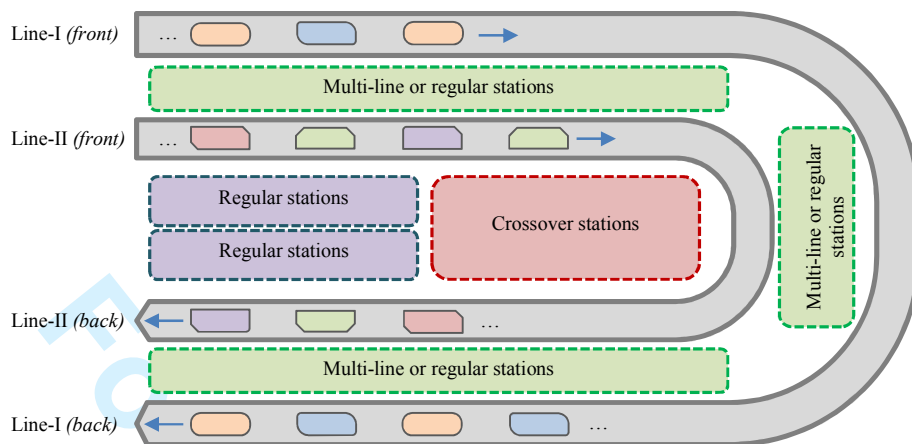 Line-I (front)
...
Multi-line or regular stations
Line-II (front)
...
Regular stations
Regular stations
Crossover stations
Multi-line or regular
stations
Line-II (back)
...
Multi-line or regular stations
Line-I (back)
...
Fo